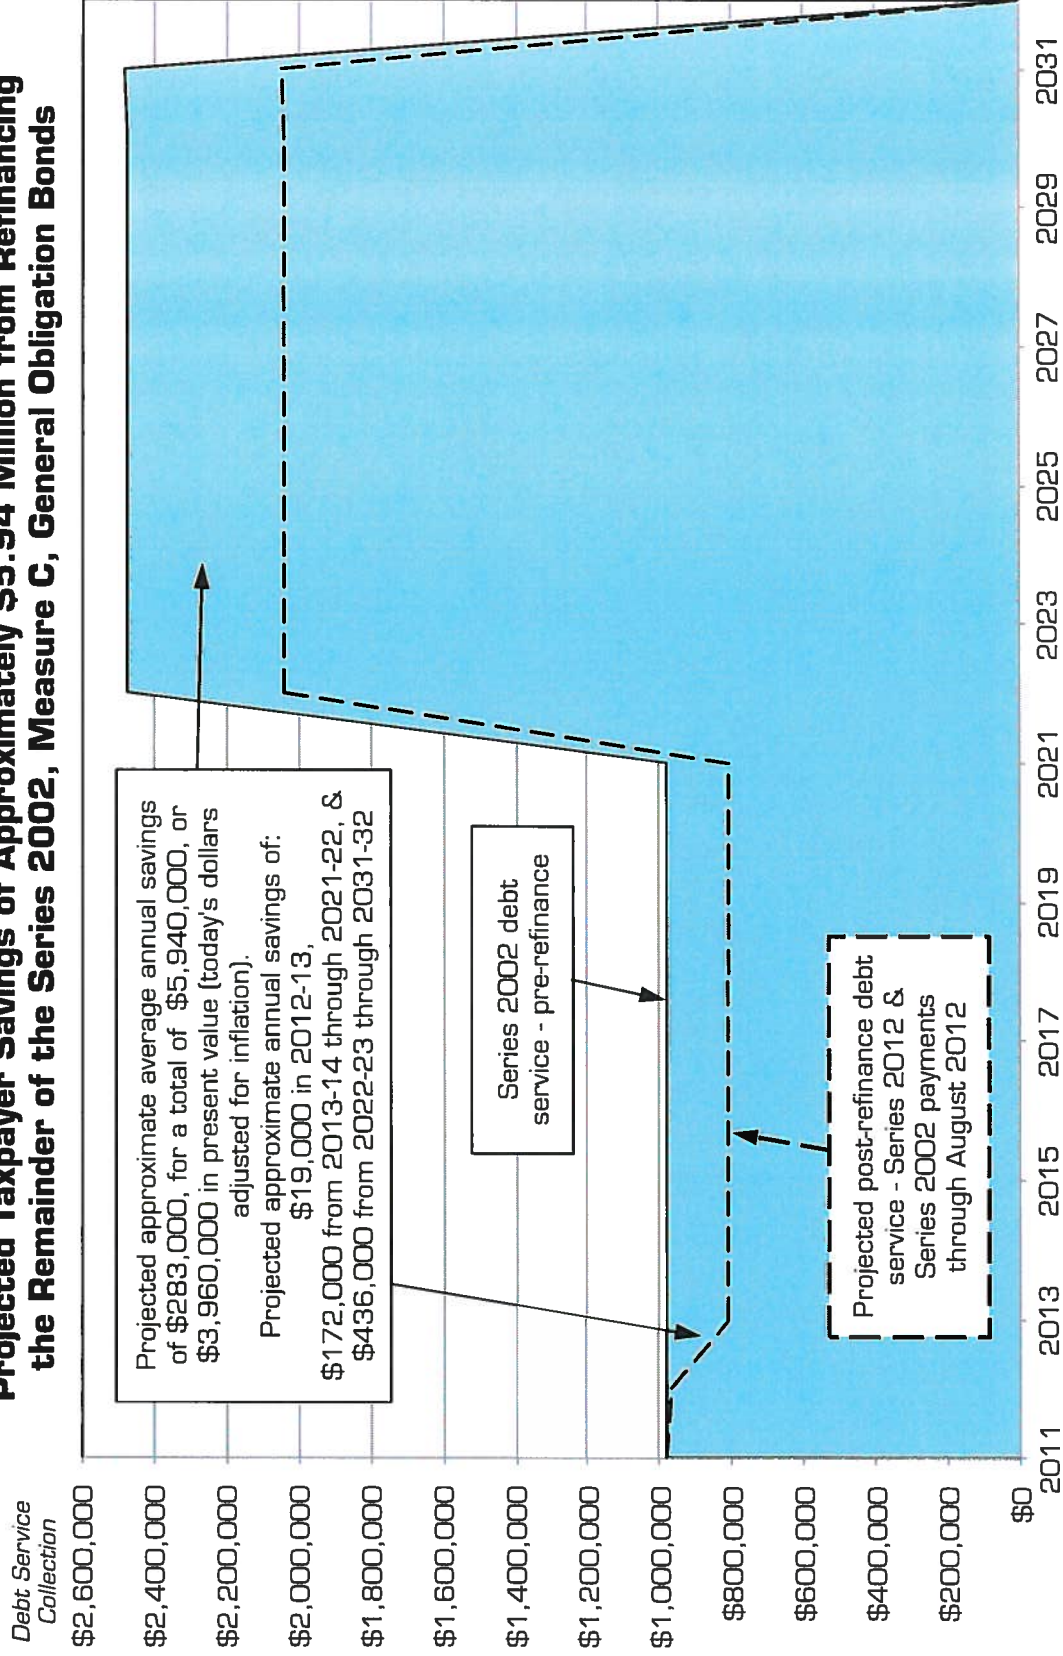 Projected Taxpayer Savings of Approximately $5.94 Million from Refinancing
the Remainder of the Series 2002, Measure C, General Obligation Bonds
Debt Service
Collection
$2,600,000
$2,400,000
$2,200,000
$2,000,000
$1,800,000
$1,600,000
$1,400,000
$1,200,000
$1,000,000
$800,000
$600,000
$400,000
$200,000
$0
Projected approximate average annual savings
of $283,000, for a total of $5,940,000, or
$3,960,000 in present value (today's dollars
adjusted for inflation).
Projected approximate annual savings of:
$19,000 in 2012-13,
$172,000 from 2013-14 through 2021-22, &
$436,000 from 2022-23 through 2031-32
Series 2002 debt
service - pre-refinance
Projected post-refinance debt
service - Series 2012 &
Series 2002 payments
through August 2012
2011 2013 2015 2017 2019 2021 2023 2025 2027 2029 2031